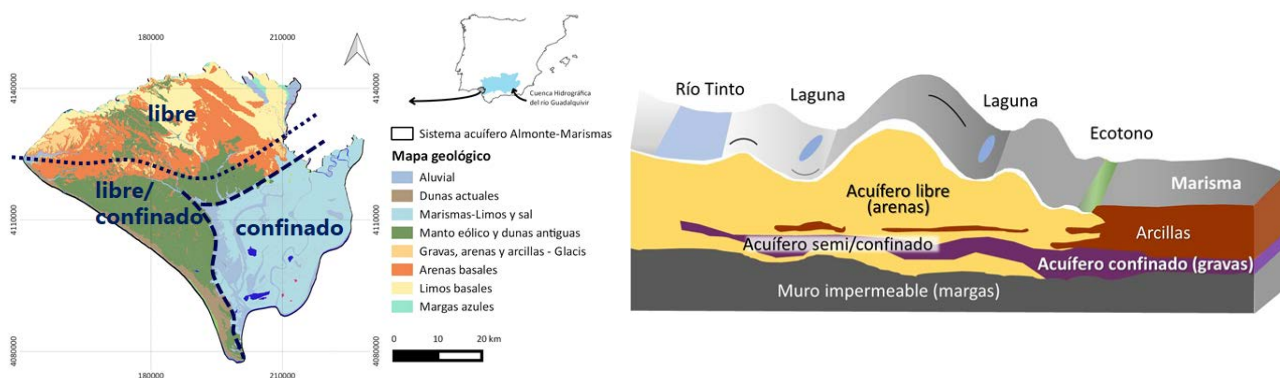 180000
210000
4140000
4140000
4110000
4110000
4080000
4080000
180000
210000
libre
libre/
confinado
confinado
Cuenca Hidrográfica
del río Guadalquivir
Sistema acuífero Almonte-Marismas
Mapa geológico
Aluvial
Dunas actuales
Marismas-Limos y sal
Manto eólico y dunas antiguas
Gravas, arenas y arcillas - Glacis
Arenas basales
Limos basales
Margas azules
0 10 20 km
Río Tinto
Laguna
Laguna
Ecotono
Marisma
Acuífero libre
(arenas)
Arcillas
Acuífero semi/confinado
Acuífero confinado (gravas)
Muro impermeable (margas)